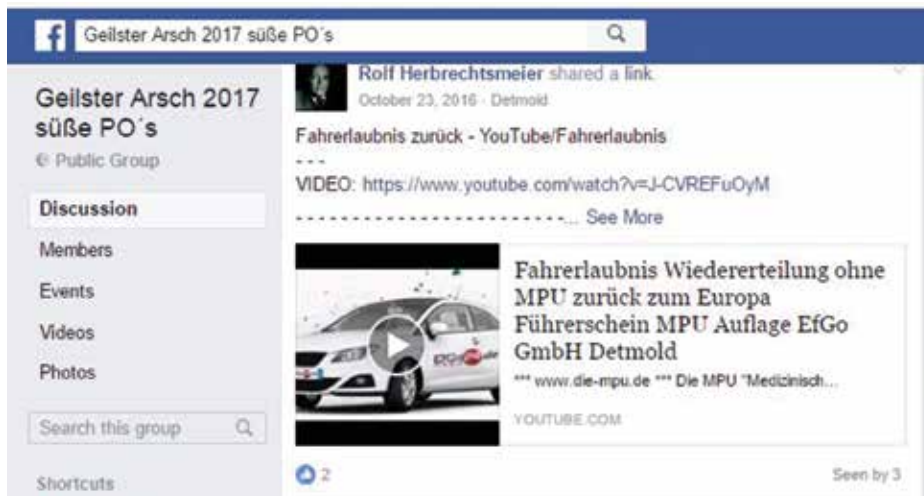 Geilster Arsch 2017 süße PO´s
Geilster Arsch 2017
süße PO´s
Public Group
Discussion
Members
Events
Videos
Photos
Search this group
Shortcuts
Rolf Herbrechtsmeier shared a link.
October 23, 2016 · Detmold
Fahrerlaubnis zurück - YouTube/Fahrerlaubnis
- - -
VIDEO: https://www.youtube.com/watch?v=J-CVREFuOyM
- - - - - - - - - - - - - - - - - - - - - - - - -... See More
Fahrerlaubnis Wiedererteilung ohne
MPU zurück zum Europa
Führerschein MPU Auflage EfGo
GmbH Detmold
*** www.die-mpu.de *** Die MPU "Medizinisch...
YOUTUBE.COM
2
Seen by 3